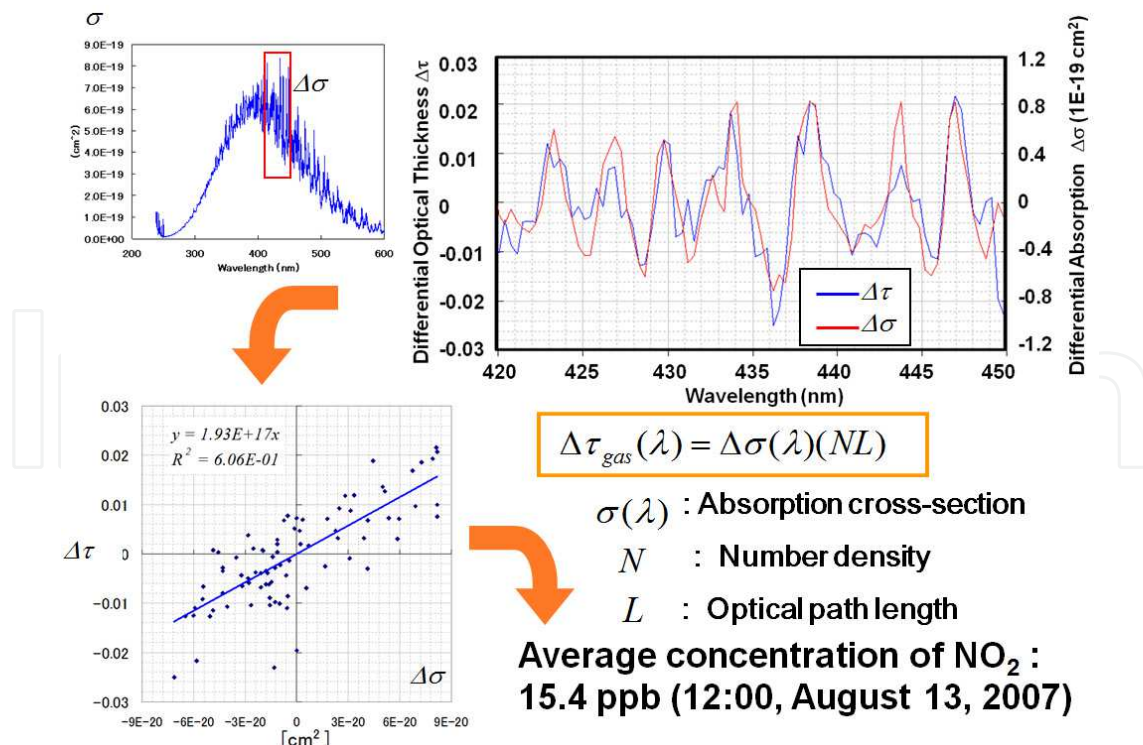 σ
9.0E-19
8.0E-19
7.0E-19
6.0E-19
5.0E-19
4.0E-19
3.0E-19
2.0E-19
1.0E-19
0.0E+00
(cm^2)
Δσ
200 300 400 500 600
Wavelength (nm)
Differential Optical Thickness Δτ
0.03
0.02
0.01
0
-0.01
-0.02
-0.03
1.2
0.8
0.4
0
-0.4
-0.8
-1.2
Differential Absorption Δσ (1E-19 cm²)
Δτ
Δσ
420 425 430 435 440 445 450
Wavelength (nm)
0.03
0.02
0.01
0
-0.01
-0.02
-0.03
Δτ
y = 1.93E+17x
R² = 6.06E-01
Δσ
-9E-20 -6E-20 -3E-20 0 3E-20 6E-20 9E-20
[cm²]
Δτgas(λ) = Δσ(λ)(NL)
σ(λ) : Absorption cross-section
N : Number density
L : Optical path length
Average concentration of NO₂ :
15.4 ppb (12:00, August 13, 2007)